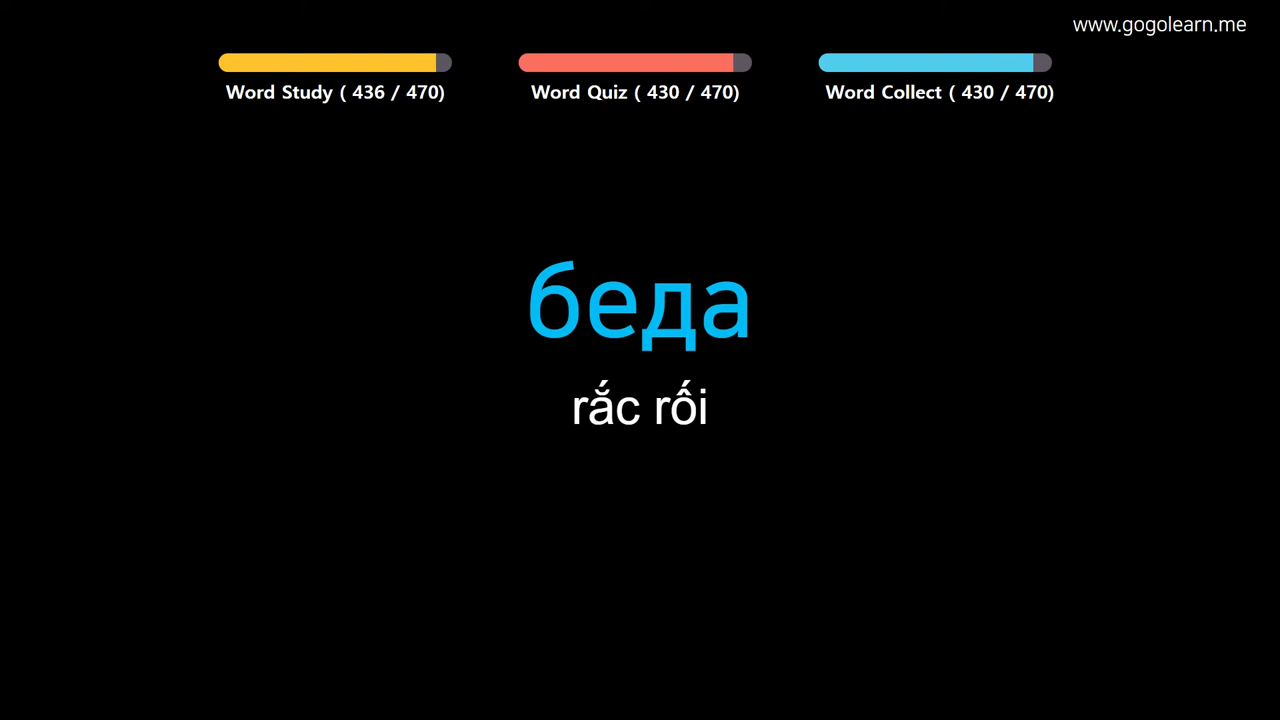 www.gogolearn.me
Word Study ( 436 / 470)
Word Quiz ( 430 / 470)
Word Collect ( 430 / 470)
беда
rắc rối